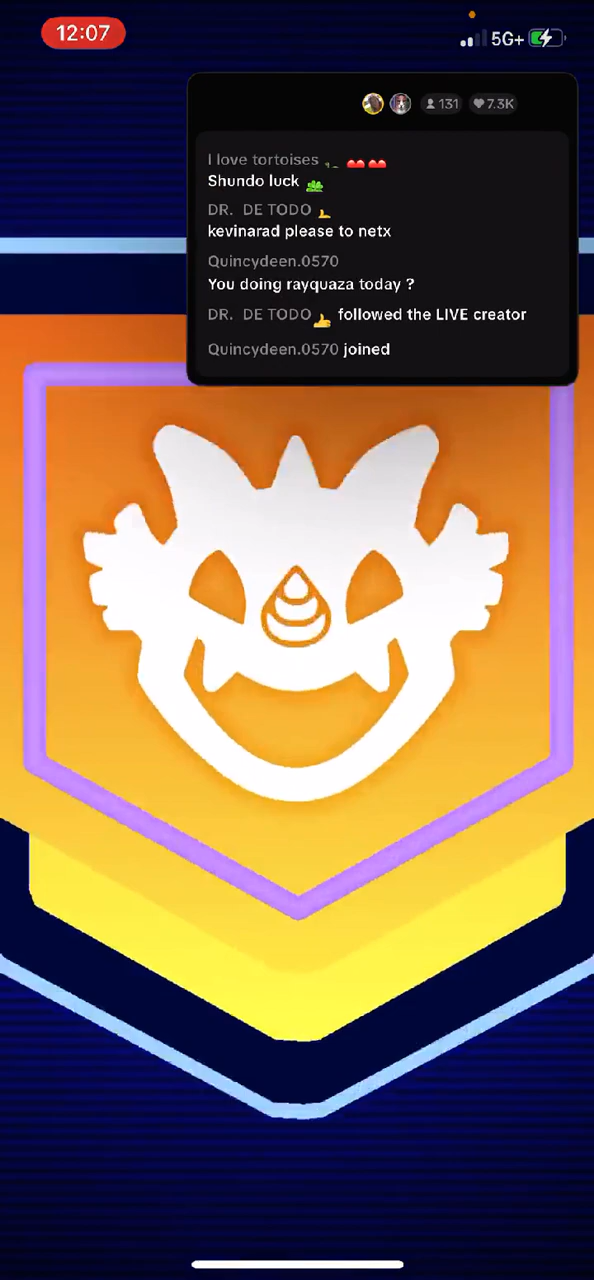 12:07
5G+
131
7.3K
I love tortoises
Shundo luck
DR. DE TODO
kevinarad please to netx
Quincydeen.0570
You doing rayquaza today ?
DR. DE TODO followed the LIVE creator
Quincydeen.0570 joined